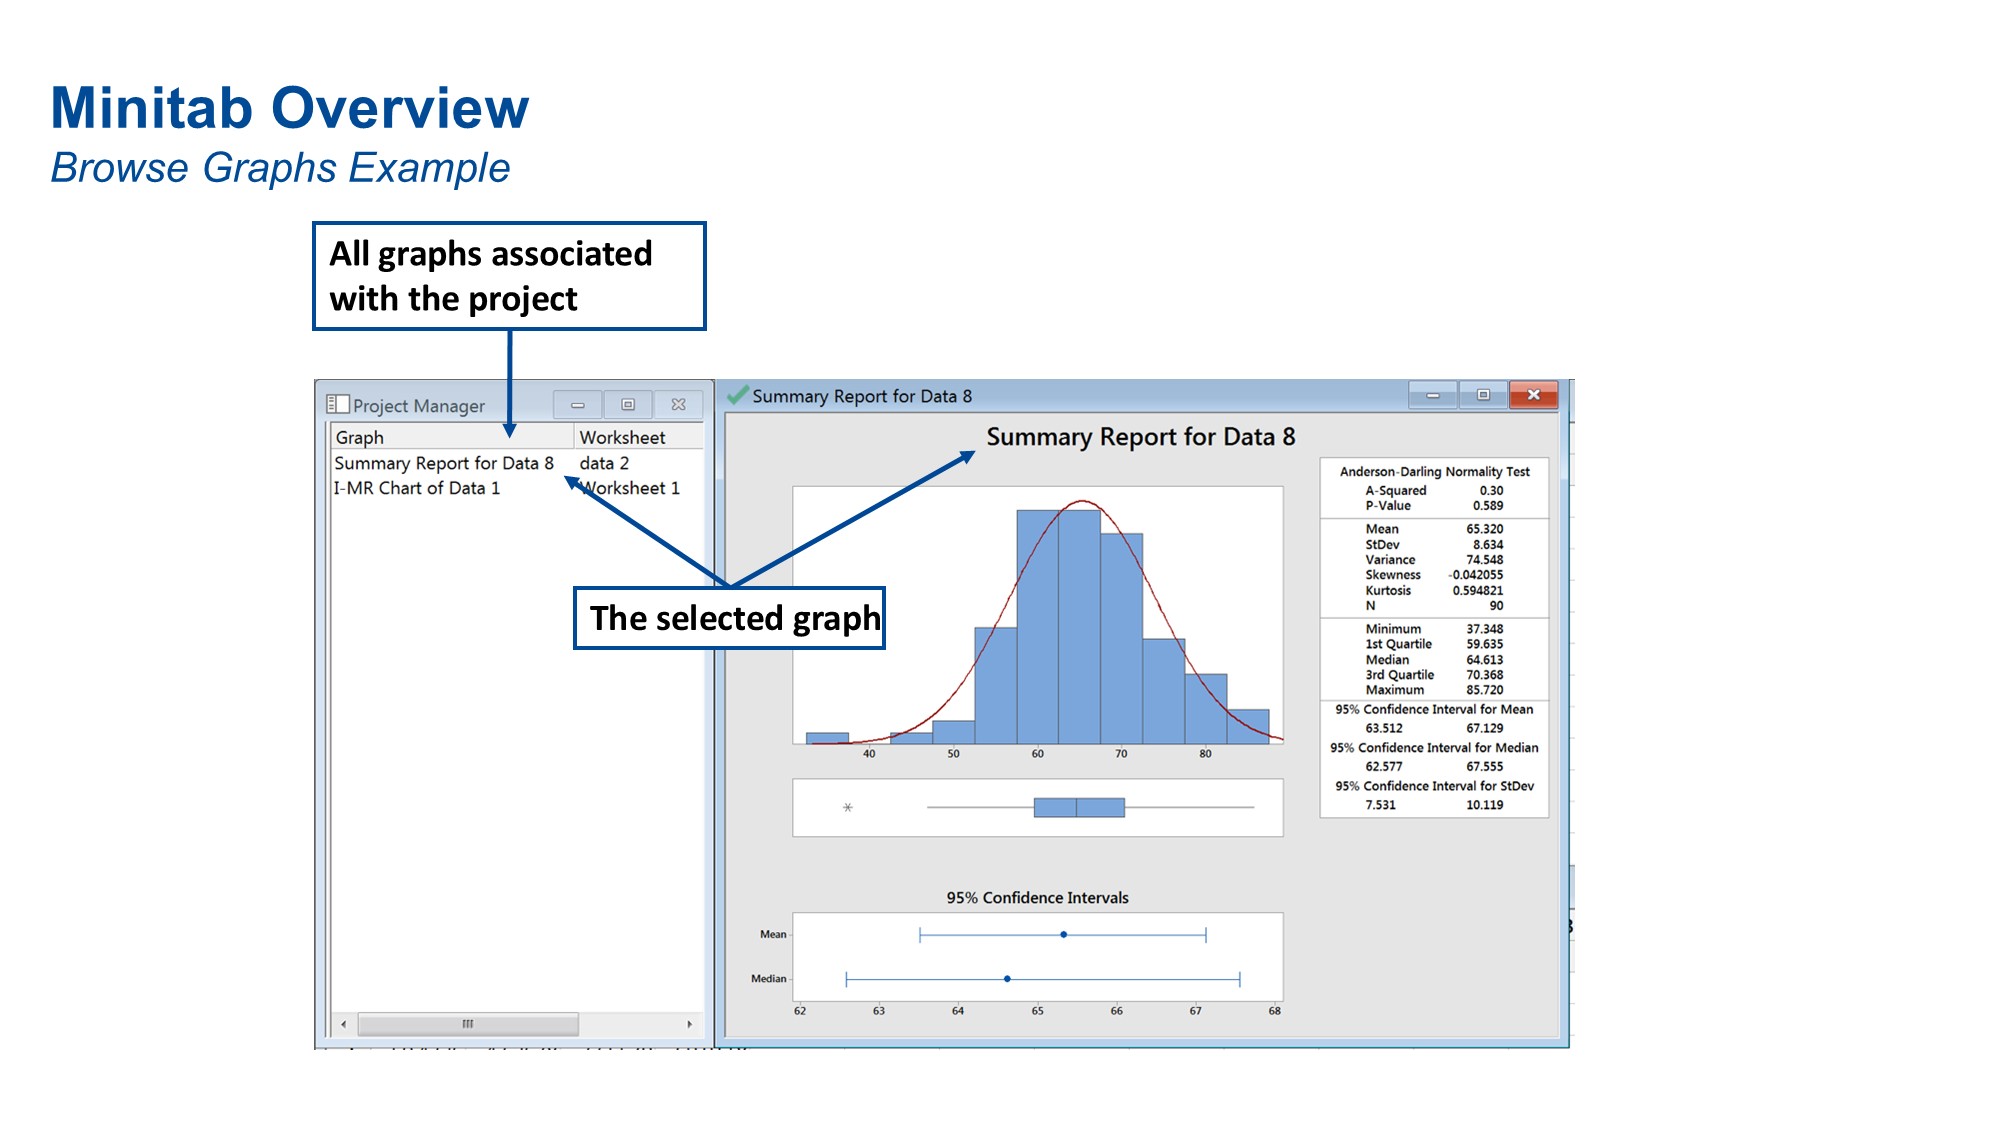 Minitab Overview
Browse Graphs Example
All graphs associated
with the project
Project Manager
Graph Worksheet
Summary Report for Data 8 data 2
I-MR Chart of Data 1 Worksheet 1
The selected graph
Summary Report for Data 8
Summary Report for Data 8
40 50 60 70 80
95% Confidence Intervals
Mean
Median
62 63 64 65 66 67 68
Anderson-Darling Normality Test
A-Squared 0.30
P-Value 0.589
Mean 65.320
StDev 8.634
Variance 74.548
Skewness -0.042055
Kurtosis 0.594821
N 90
Minimum 37.348
1st Quartile 59.635
Median 64.613
3rd Quartile 70.368
Maximum 85.720
95% Confidence Interval for Mean
63.512 67.129
95% Confidence Interval for Median
62.577 67.555
95% Confidence Interval for StDev
7.531 10.119